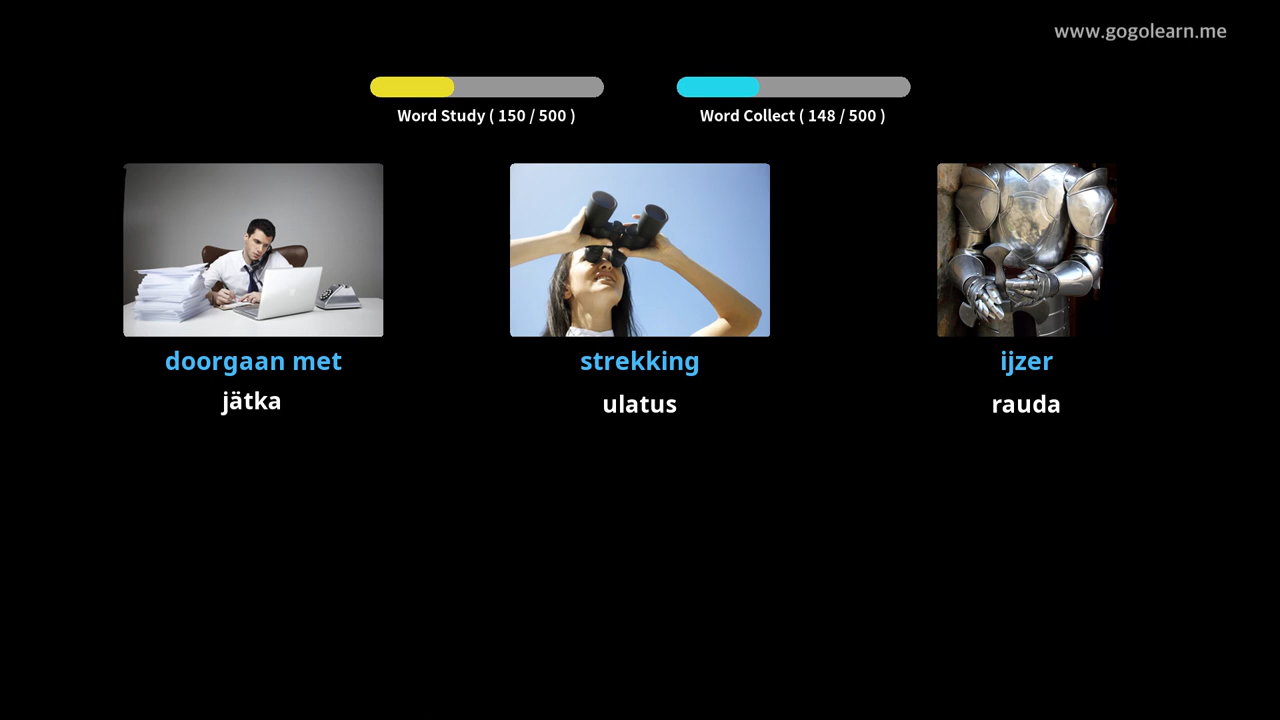 www.gogolearn.me
Word Study ( 150 / 500 )
Word Collect ( 148 / 500 )
doorgaan met
strekking
ijzer
jätka
ulatus
rauda